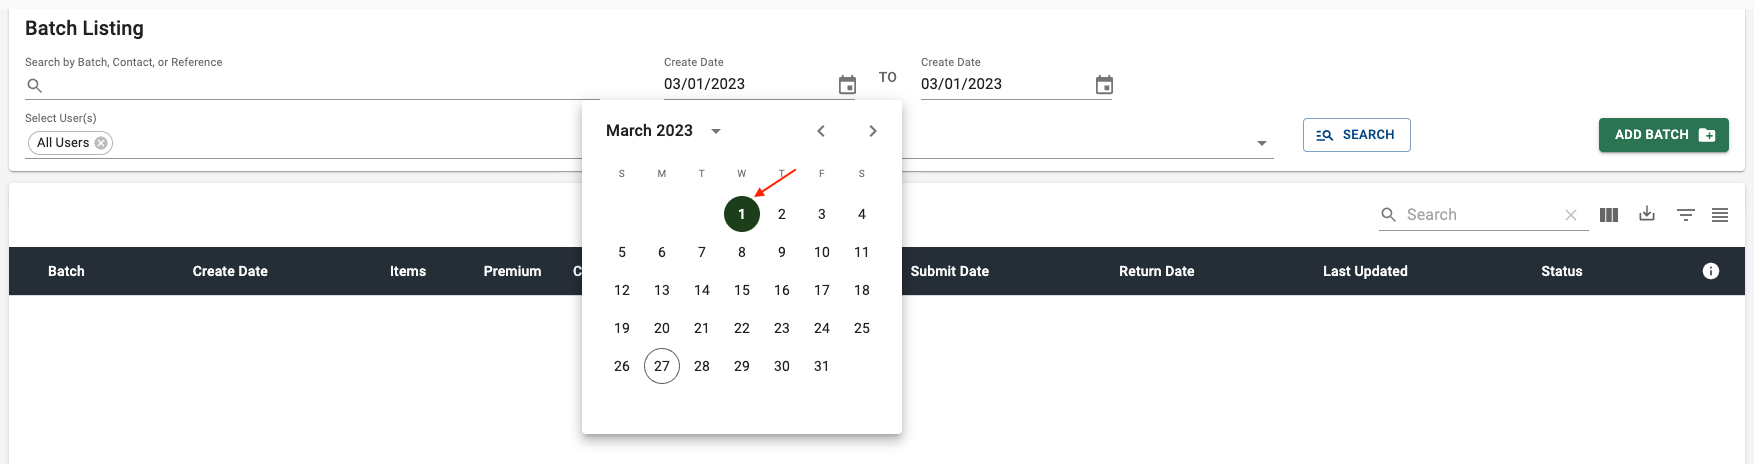 Batch Listing
Search by Batch, Contact, or Reference
Create Date
03/01/2023
TO
Create Date
03/01/2023
Select User(s)
All Users
SEARCH
ADD BATCH
March 2023
S M T W T F S
1 2 3 4
5 6 7 8 9 10 11
12 13 14 15 16 17 18
19 20 21 22 23 24 25
26 27 28 29 30 31
Search
Batch Create Date Items Premium C Submit Date Return Date Last Updated Status